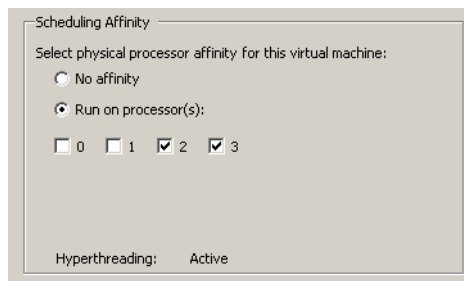 Scheduling Affinity
Select physical processor affinity for this virtual machine:
No affinity
Run on processor(s):
0 1 2 3
Hyperthreading: Active